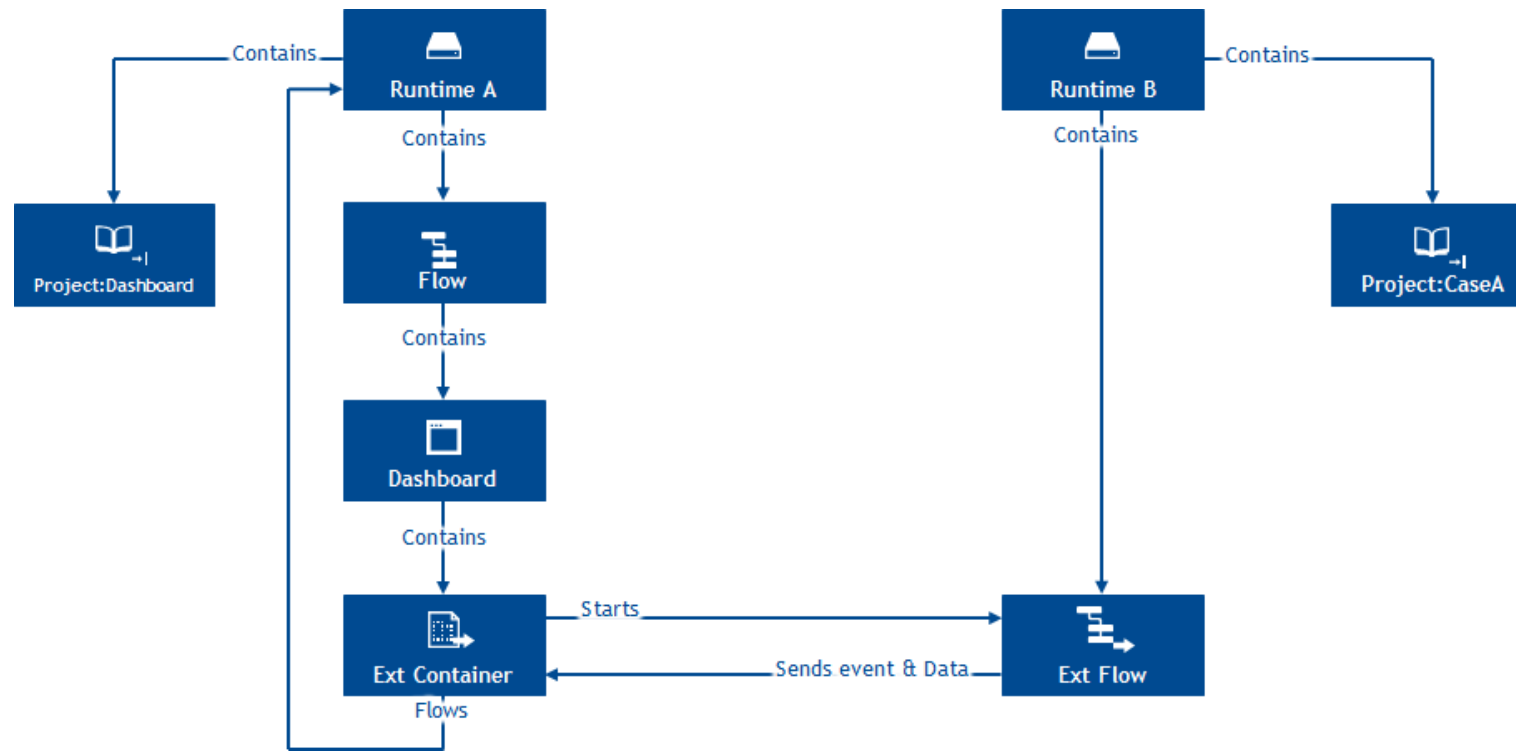 Contains
Runtime A
Runtime B
Contains
Contains
Contains
Project:Dashboard
Flow
Project:CaseA
Contains
Dashboard
Contains
Starts
Ext Container
Sends event & Data
Ext Flow
Flows